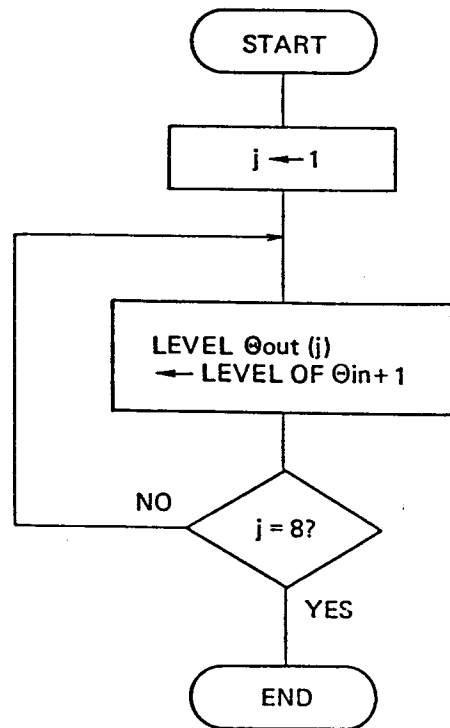 START
j ← 1
LEVEL Θout (j)
← LEVEL OF Θin + 1
NO
j = 8?
YES
END